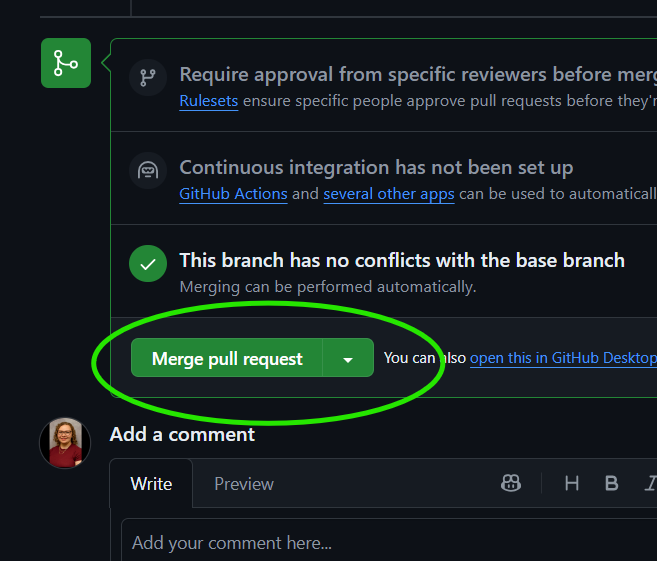 Require approval from specific reviewers before merg
Rulesets ensure specific people approve pull requests before they'r
Continuous integration has not been set up
GitHub Actions and several other apps can be used to automaticall
This branch has no conflicts with the base branch
Merging can be performed automatically.
Merge pull request You can also open this in GitHub Desktop
Add a comment
Write Preview H B I
Add your comment here...